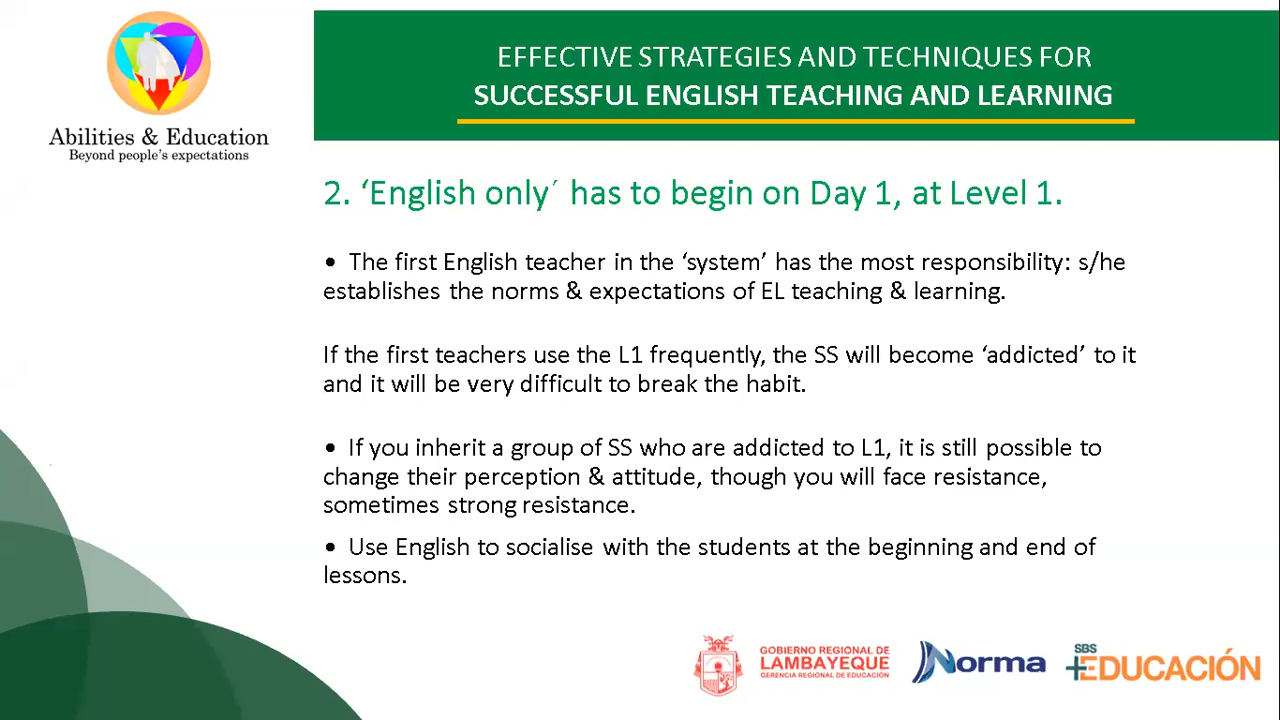 Abilities & Education
Beyond people's expectations
EFFECTIVE STRATEGIES AND TECHNIQUES FOR
SUCCESSFUL ENGLISH TEACHING AND LEARNING
2. ‘English only´ has to begin on Day 1, at Level 1.
• The first English teacher in the ‘system’ has the most responsibility: s/he
establishes the norms & expectations of EL teaching & learning.
If the first teachers use the L1 frequently, the SS will become ‘addicted’ to it
and it will be very difficult to break the habit.
• If you inherit a group of SS who are addicted to L1, it is still possible to
change their perception & attitude, though you will face resistance,
sometimes strong resistance.
• Use English to socialise with the students at the beginning and end of
lessons.
GOBIERNO REGIONAL DE
LAMBAYEQUE
GERENCIA REGIONAL DE EDUCACIÓN
Norma
SBS
EDUCACIÓN